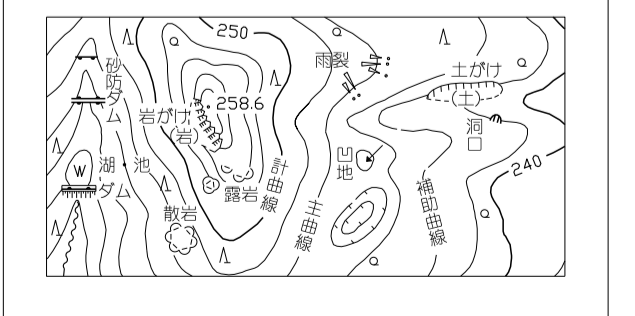 250
雨裂
土がけ
(土)
砂防ダム
258.6
岩がけ
(岩)
洞口
凹地
240
W
湖・池
ダム
計曲線
露岩
散岩
主曲線
補助曲線